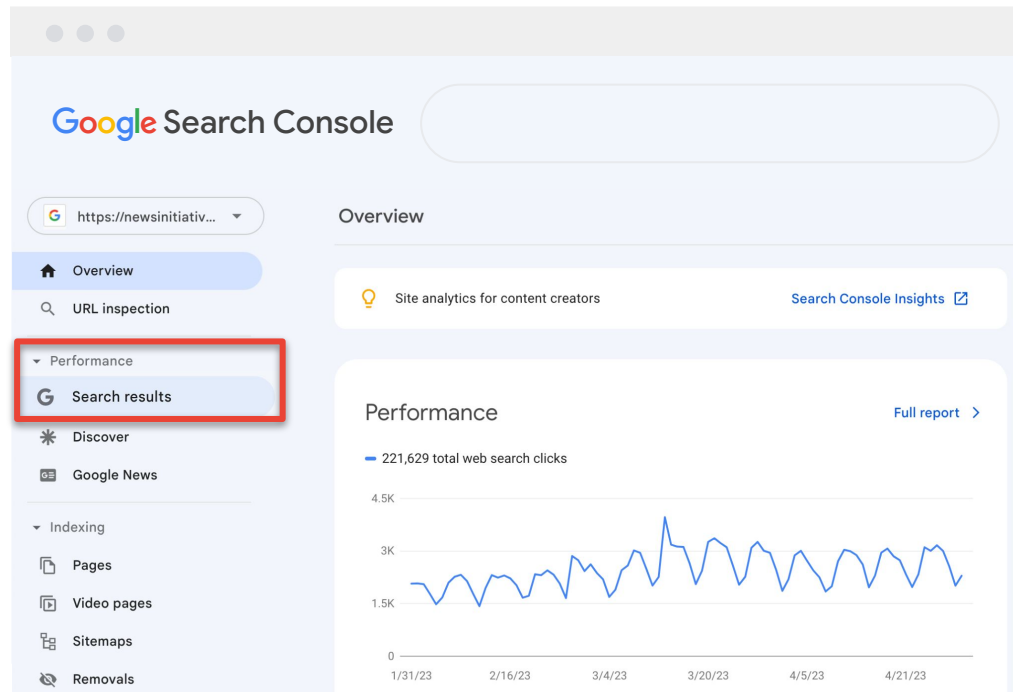 Google Search Console
https://newsinitiativ...
Overview
URL inspection
Performance
Search results
Discover
Google News
Indexing
Pages
Video pages
Sitemaps
Removals
Overview
Site analytics for content creators
Search Console Insights
Performance
Full report
221,629 total web search clicks
4.5K
3K
1.5K
0
1/31/23 2/16/23 3/4/23 3/20/23 4/5/23 4/21/23